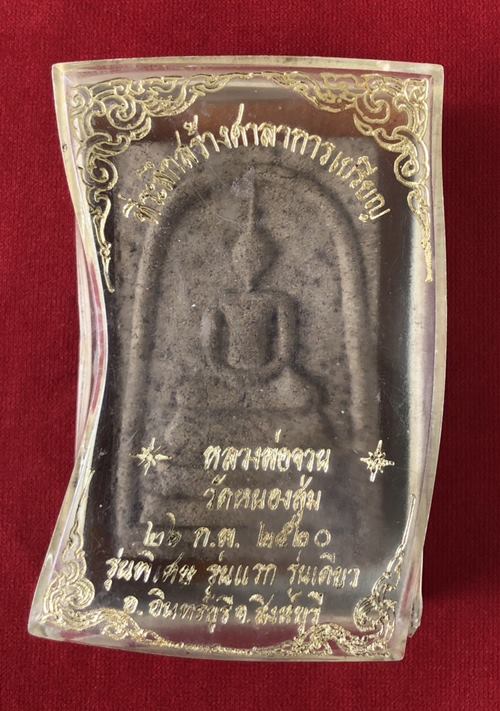 ที่ระลึกสร้างศาลาการเปรียญ
หลวงพ่อจวน
วัดหนองสุ่ม
๒๖ ก.ค. ๒๕๒๐
รุ่นพิเศษ รุ่นแรก รุ่นเดียว
อ.อินทร์บุรี จ.สิงห์บุรี